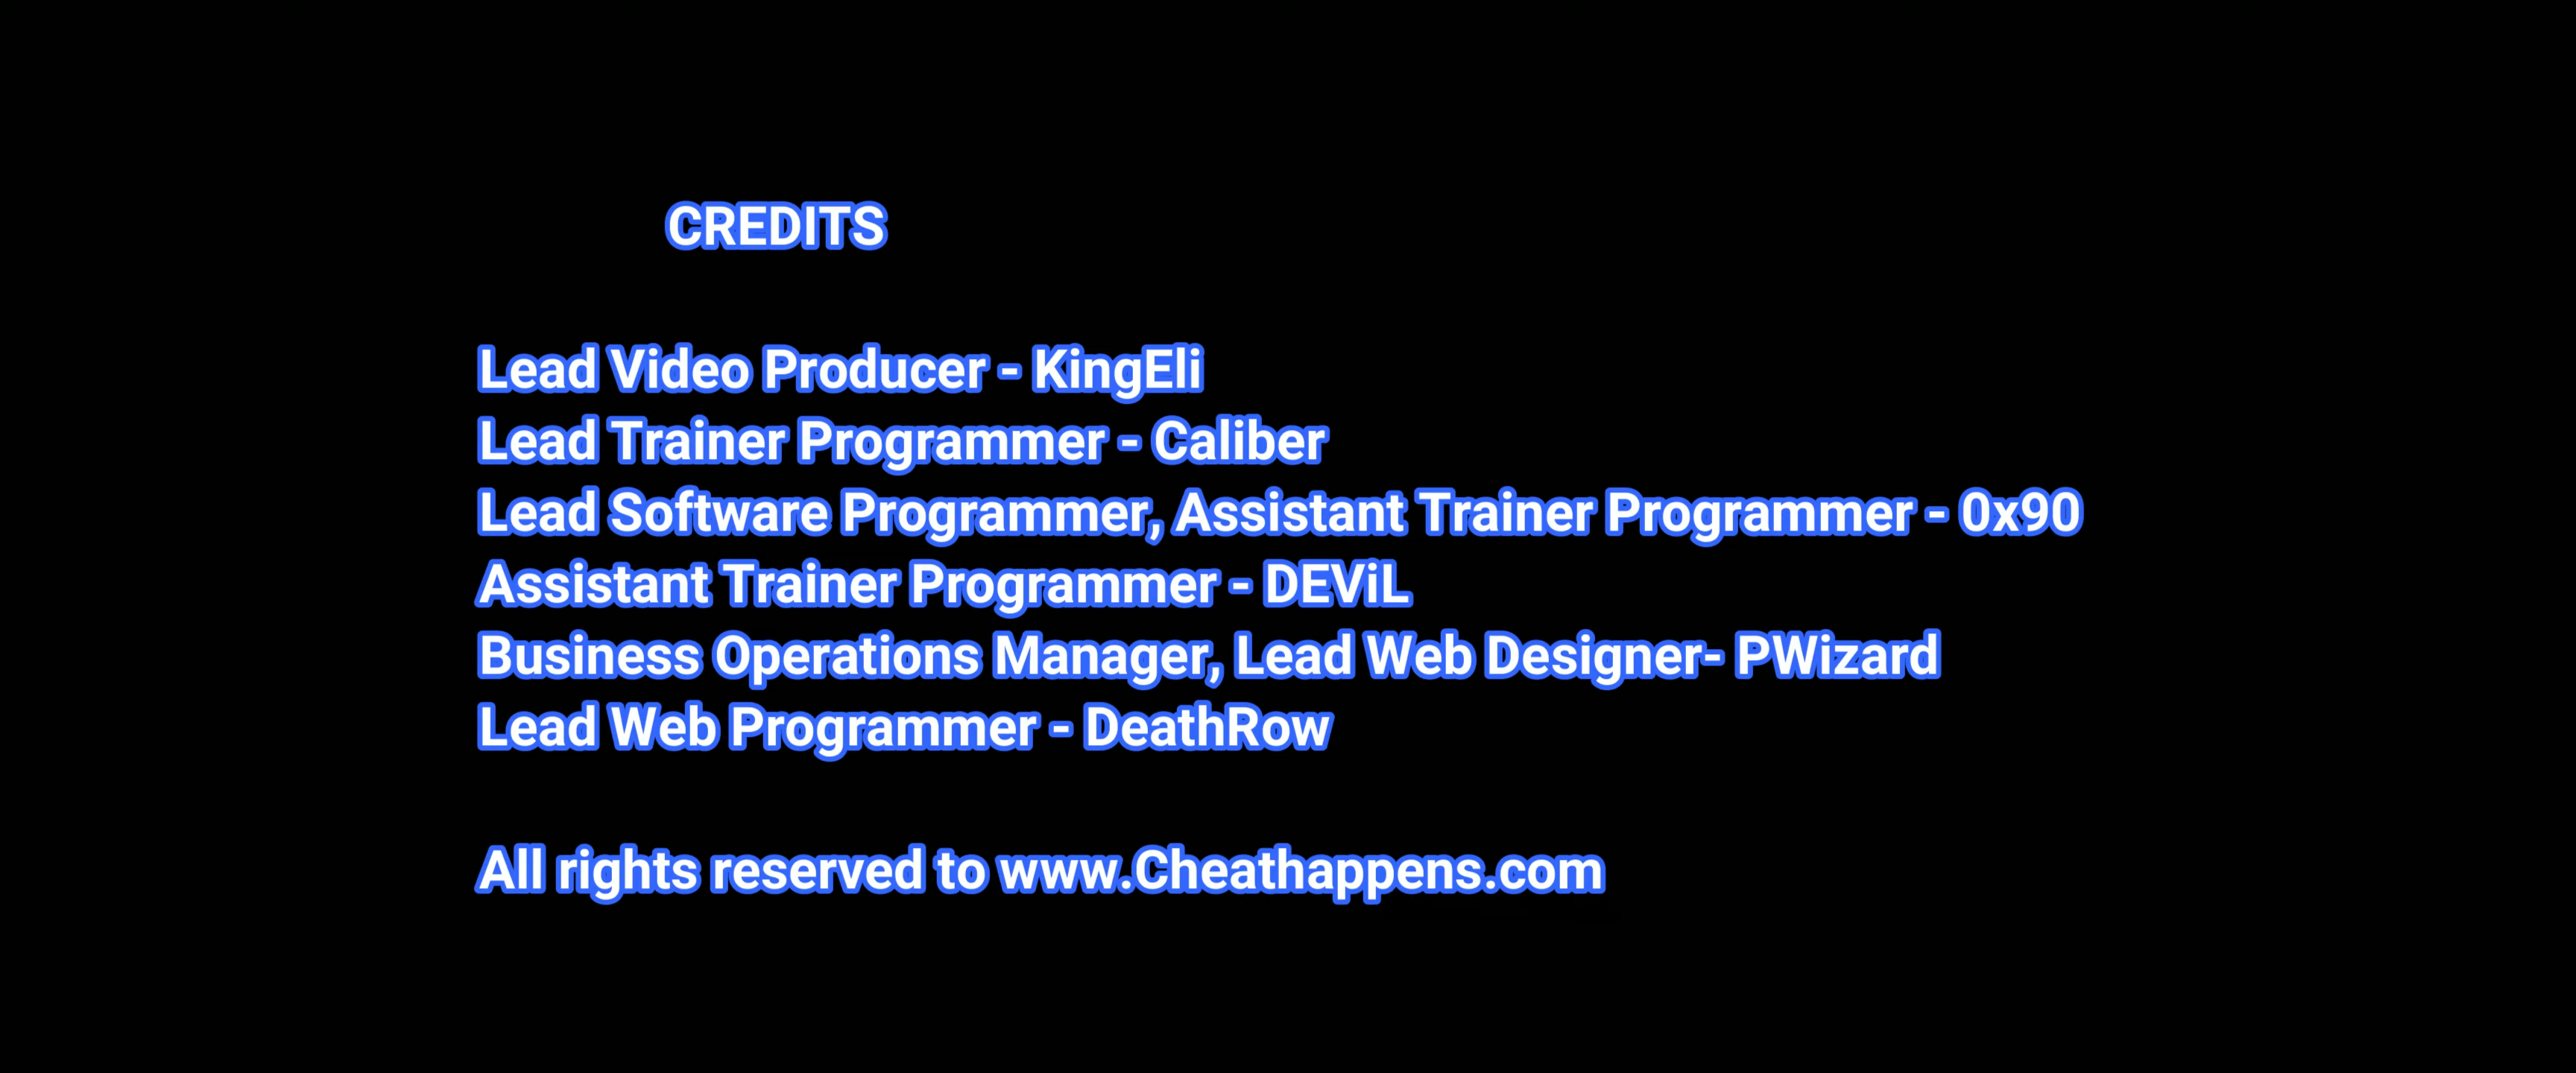 CREDITS
Lead Video Producer - KingEli
Lead Trainer Programmer - Caliber
Lead Software Programmer, Assistant Trainer Programmer - 0x90
Assistant Trainer Programmer - DEViL
Business Operations Manager, Lead Web Designer- PWizard
Lead Web Programmer - DeathRow
All rights reserved to www.Cheathappens.com